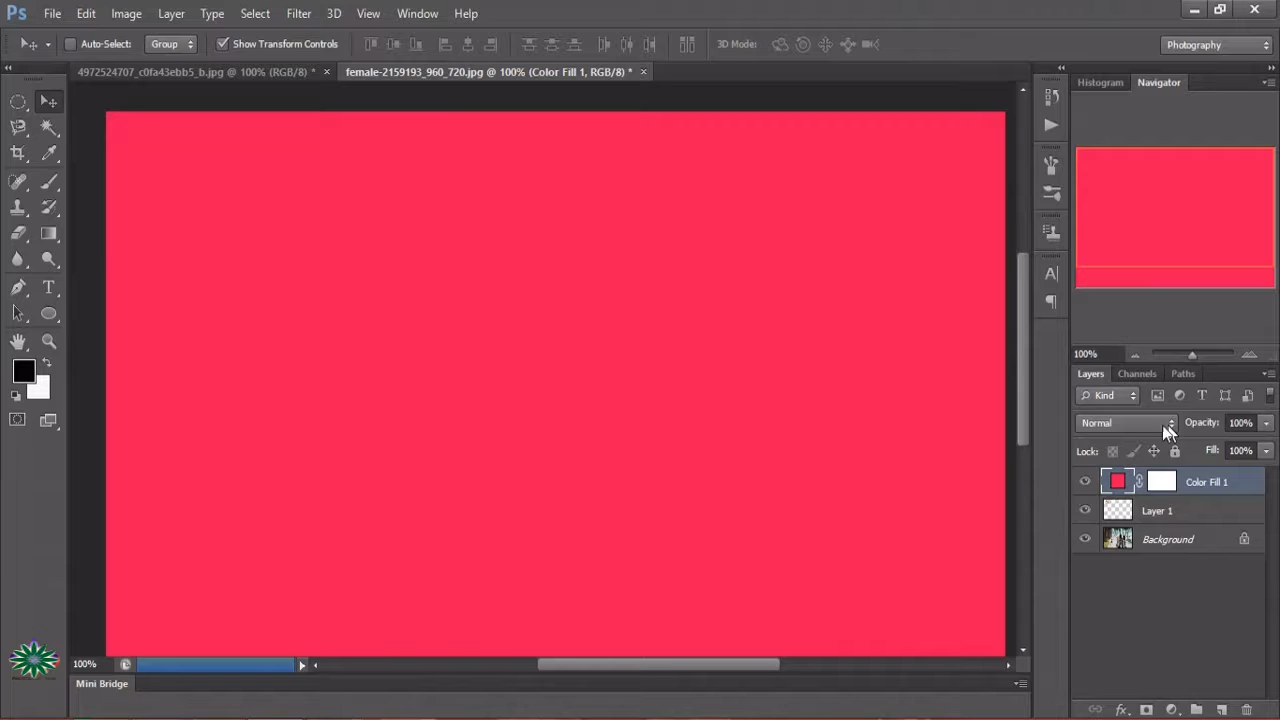 Ps File Edit Image Layer Type Select Filter 3D View Window Help
Auto-Select: Group Show Transform Controls 3D Mode: Photography
4972524707_c0fa43ebb5_b.jpg @ 100% (RGB/8) * × female-2159193_960_720.jpg @ 100% (Color Fill 1, RGB/8) * ×
Histogram Navigator
100%
Layers Channels Paths
Kind
Normal Opacity: 100%
Lock: Fill: 100%
Color Fill 1
Layer 1
Background
100%
Mini Bridge